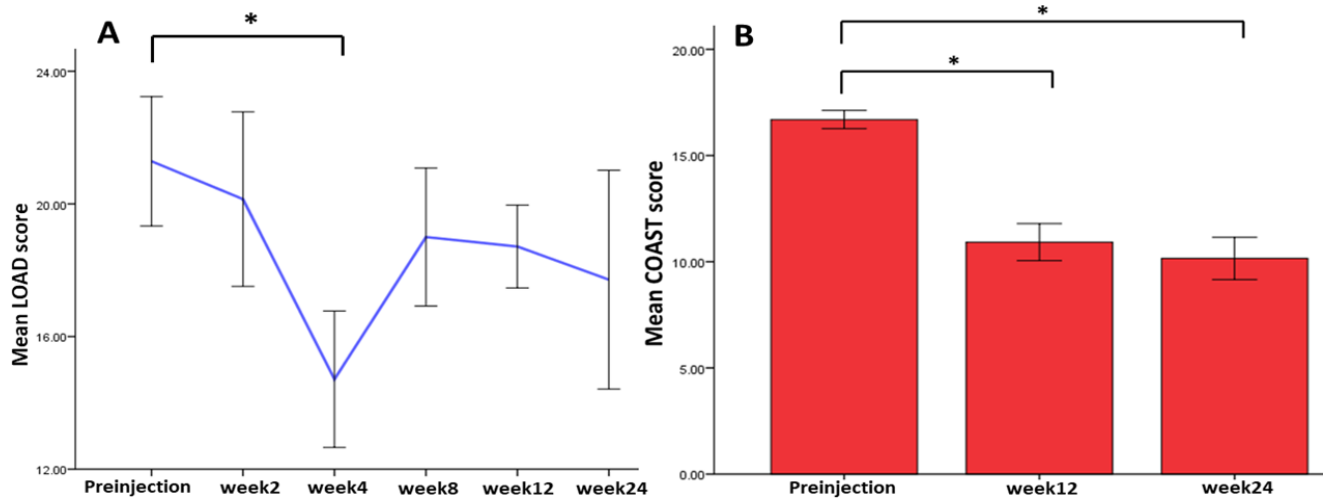 A
*
Mean LOAD score
24.00
20.00
16.00
12.00
Preinjection week2 week4 week8 week12 week24
B
*
*
Mean COAST score
20.00
15.00
10.00
5.00
0.00
Preinjection week12 week24